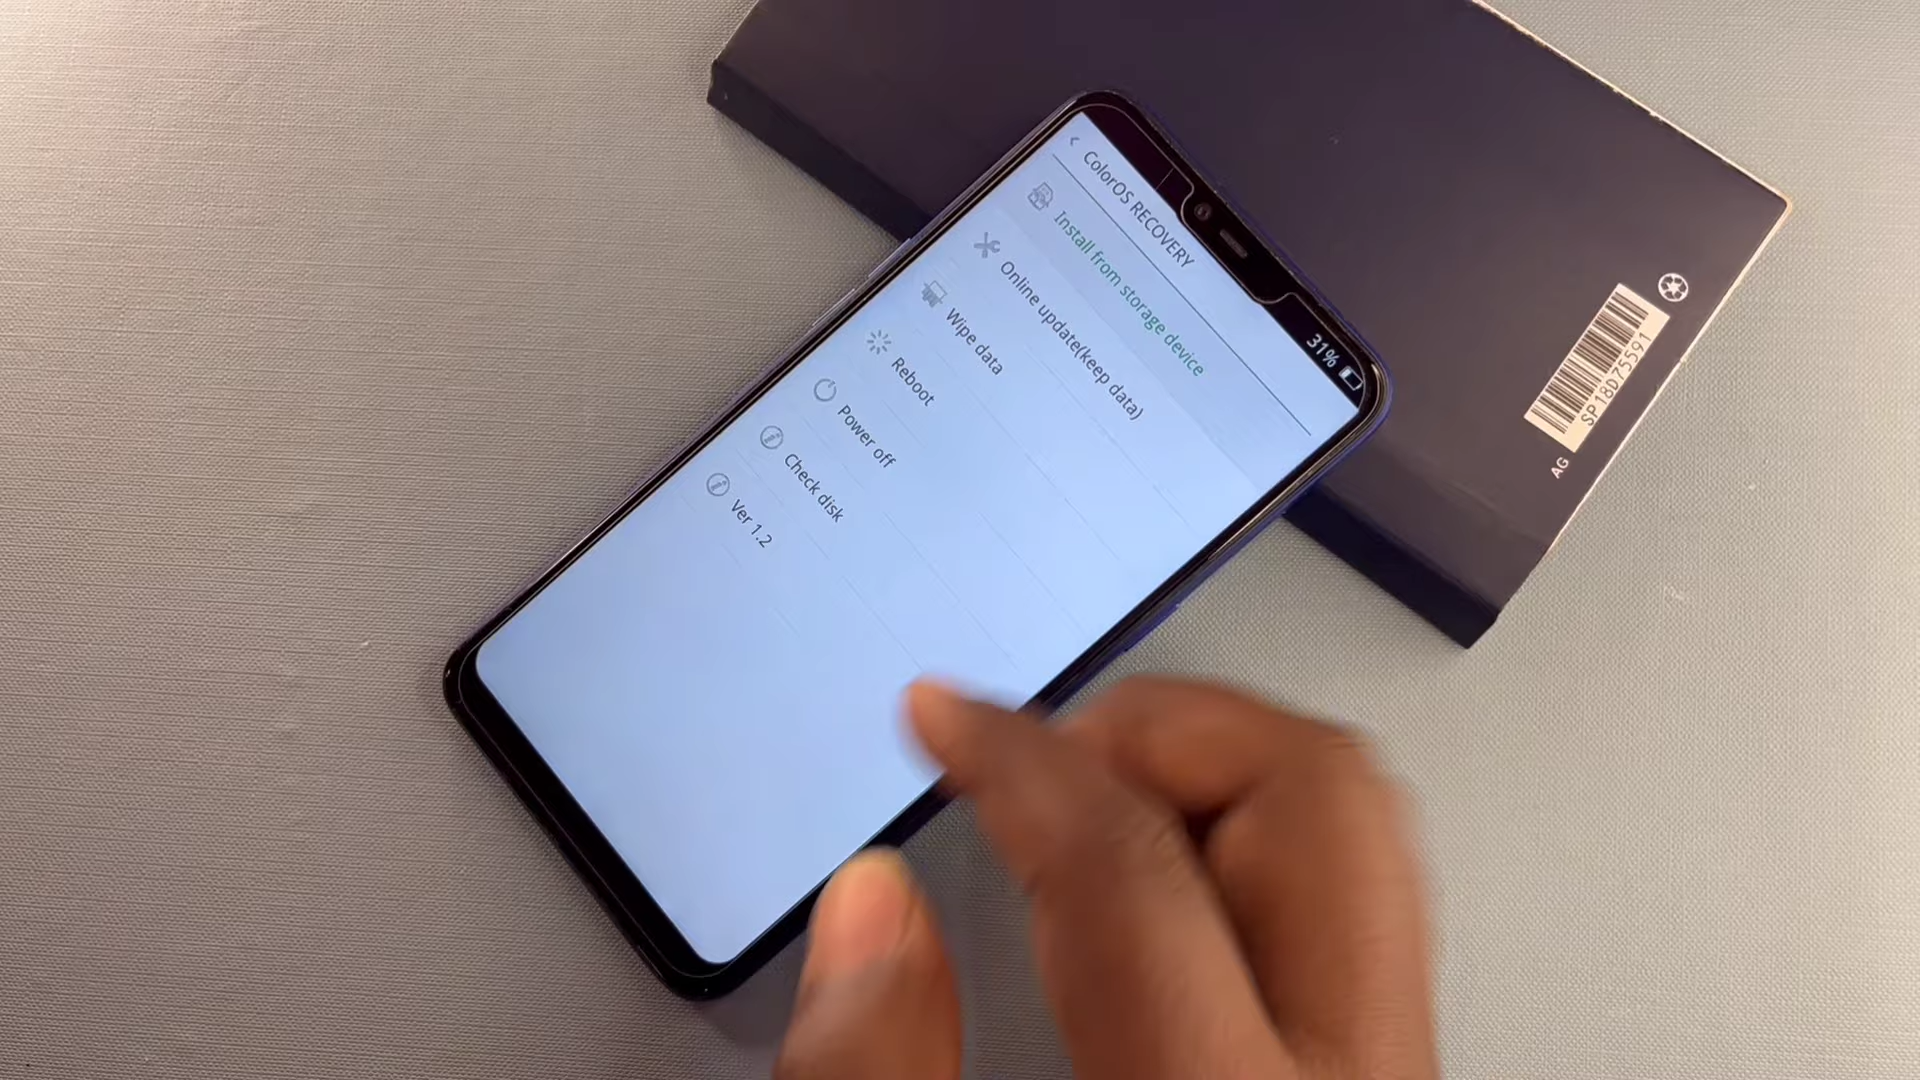 31%
ColorOS RECOVERY
Install from storage device
Online update(keep data)
Wipe data
Reboot
Power off
Check disk
Ver 1.2
SP18D75591
AG